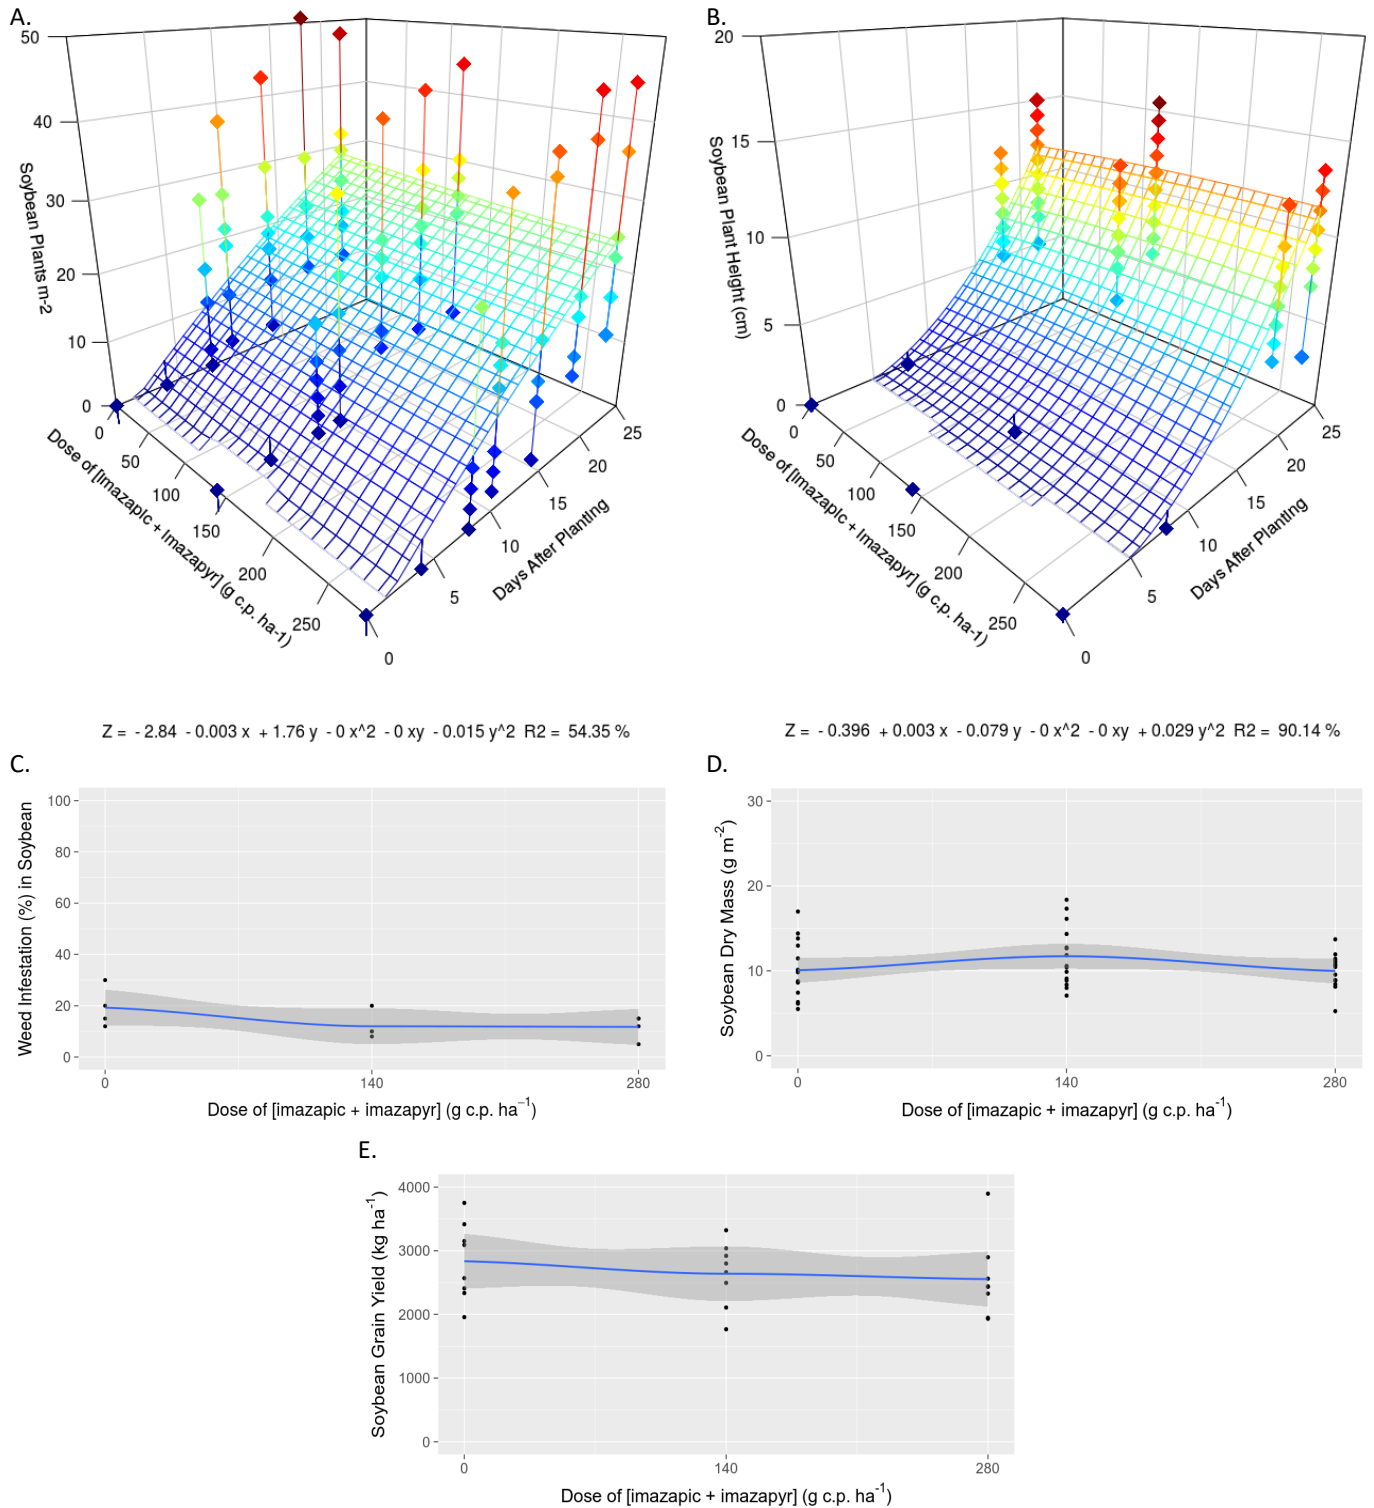 A.
50
40
30
20
10
0
Soybean Plants m-2
0
50
100
150
200
250
Dose of [imazapic + imazapyr] (g c.p. ha-1)
0
5
10
15
20
25
Days After Planting
Z = - 2.84 - 0.003 x + 1.76 y - 0 x^2 - 0 xy - 0.015 y^2 R2 = 54.35 %
B.
20
15
10
5
0
Soybean Plant Height (cm)
0
50
100
150
200
250
Dose of [imazapic + imazapyr] (g c.p. ha-1)
0
5
10
15
20
25
Days After Planting
Z = - 0.396 + 0.003 x - 0.079 y - 0 x^2 - 0 xy + 0.029 y^2 R2 = 90.14 %
C.
Weed Infestation (%) in Soybean
100
80
60
40
20
0
0 140 280
Dose of [imazapic + imazapyr] (g c.p. ha⁻¹)
D.
Soybean Dry Mass (g m⁻²)
30
20
10
0
0 140 280
Dose of [imazapic + imazapyr] (g c.p. ha⁻¹)
E.
Soybean Grain Yield (kg ha⁻¹)
4000
3000
2000
1000
0
0 140 280
Dose of [imazapic + imazapyr] (g c.p. ha⁻¹)